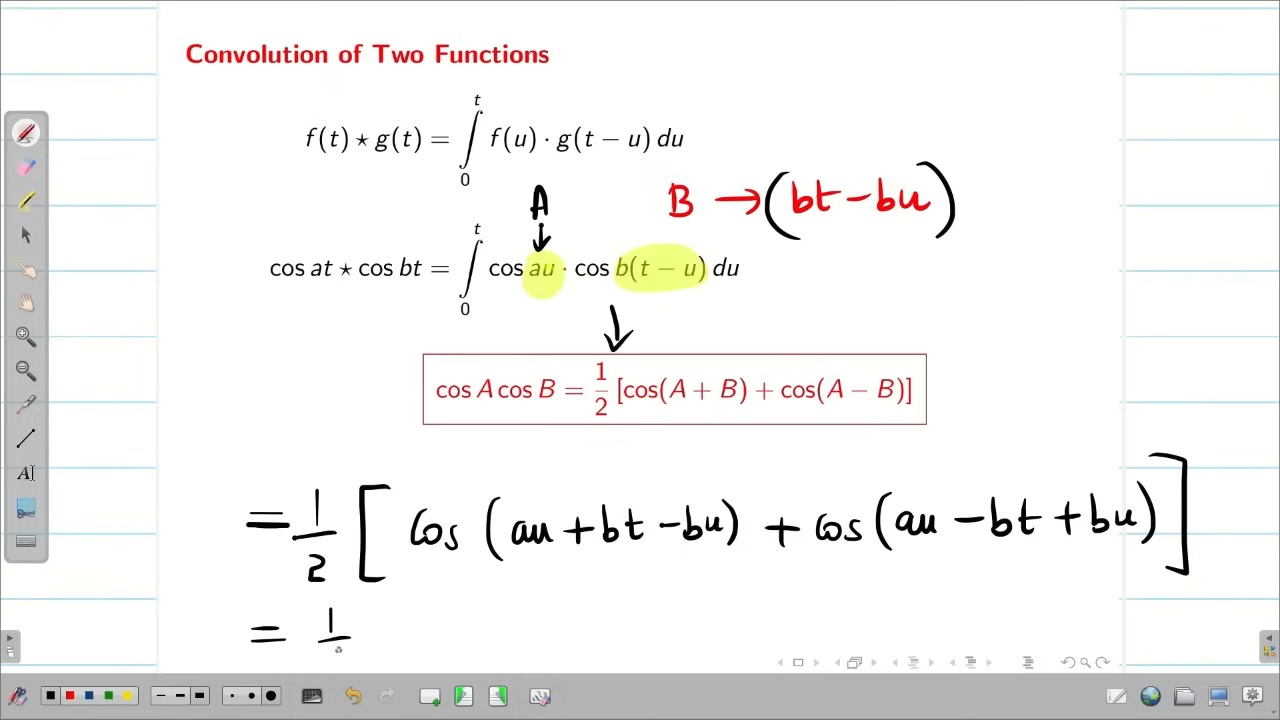 Convolution of Two Functions
f(t) ⋆ g(t) = ∫₀ᵗ f(u) · g(t − u) du
A
B → (bt − bu)
cos at ⋆ cos bt = ∫₀ᵗ cos au · cos b(t − u) du
cos A cos B = 1/2 [cos(A + B) + cos(A − B)]
= 1/2 [ cos (au + bt − bu) + cos (au − bt + bu) ]
= 1/
AI